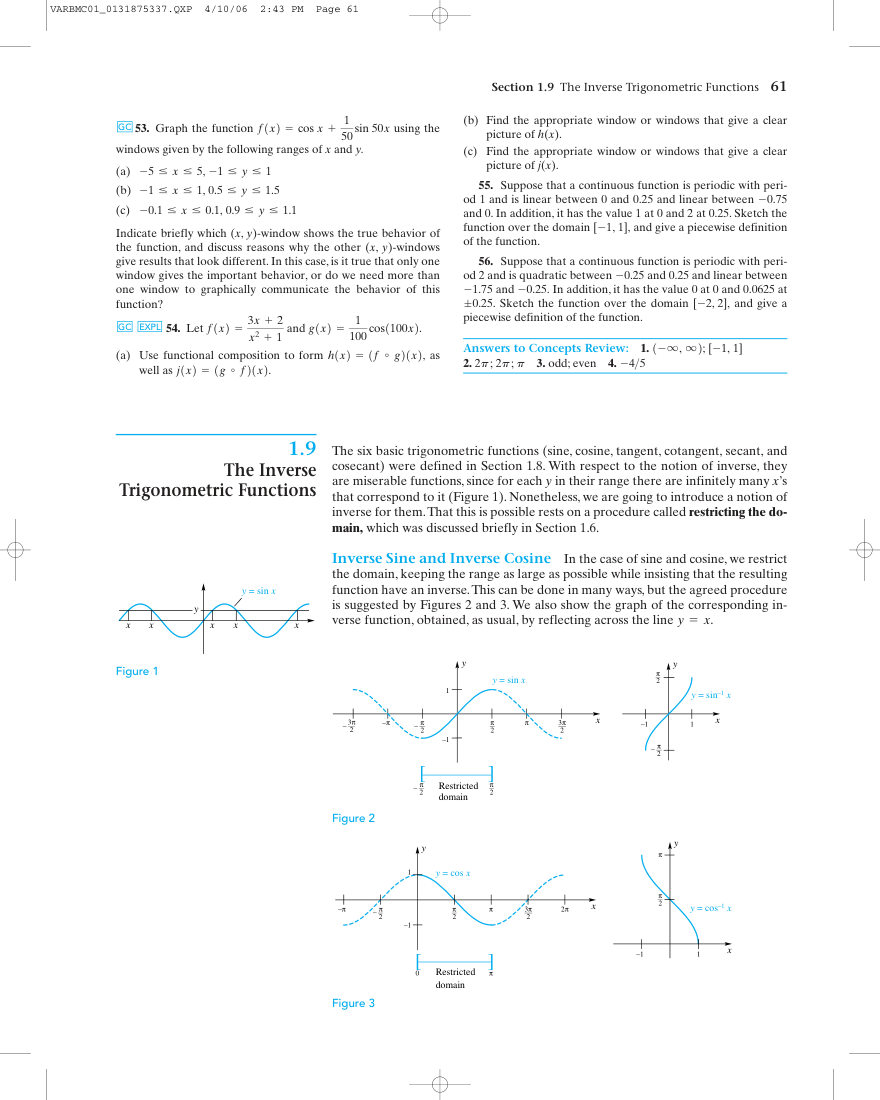 VARBMC01_0131875337.QXP 4/10/06 2:43 PM Page 61
Section 1.9 The Inverse Trigonometric Functions 61
GC 53. Graph the function f(x) = cos x + 1/50 sin 50x using the
windows given by the following ranges of x and y.
(a) −5 ≤ x ≤ 5, −1 ≤ y ≤ 1
(b) −1 ≤ x ≤ 1, 0.5 ≤ y ≤ 1.5
(c) −0.1 ≤ x ≤ 0.1, 0.9 ≤ y ≤ 1.1
Indicate briefly which (x, y)-window shows the true behavior of
the function, and discuss reasons why the other (x, y)-windows
give results that look different. In this case, is it true that only one
window gives the important behavior, or do we need more than
one window to graphically communicate the behavior of this
function?
GC EXPL 54. Let f(x) = (3x + 2)/(x² + 1) and g(x) = 1/100 cos(100x).
(a) Use functional composition to form h(x) = (f ∘ g)(x), as
well as j(x) = (g ∘ f)(x).
(b) Find the appropriate window or windows that give a clear
picture of h(x).
(c) Find the appropriate window or windows that give a clear
picture of j(x).
55. Suppose that a continuous function is periodic with peri-
od 1 and is linear between 0 and 0.25 and linear between −0.75
and 0. In addition, it has the value 1 at 0 and 2 at 0.25. Sketch the
function over the domain [−1, 1], and give a piecewise definition
of the function.
56. Suppose that a continuous function is periodic with peri-
od 2 and is quadratic between −0.25 and 0.25 and linear between
−1.75 and −0.25. In addition, it has the value 0 at 0 and 0.0625 at
±0.25. Sketch the function over the domain [−2, 2], and give a
piecewise definition of the function.
Answers to Concepts Review: 1. (−∞, ∞); [−1, 1]
2. 2π; 2π; π 3. odd; even 4. −4/5
1.9
The Inverse
Trigonometric Functions
The six basic trigonometric functions (sine, cosine, tangent, cotangent, secant, and
cosecant) were defined in Section 1.8. With respect to the notion of inverse, they
are miserable functions, since for each y in their range there are infinitely many x's
that correspond to it (Figure 1). Nonetheless, we are going to introduce a notion of
inverse for them. That this is possible rests on a procedure called restricting the do-
main, which was discussed briefly in Section 1.6.
Inverse Sine and Inverse Cosine In the case of sine and cosine, we restrict
the domain, keeping the range as large as possible while insisting that the resulting
function have an inverse. This can be done in many ways, but the agreed procedure
is suggested by Figures 2 and 3. We also show the graph of the corresponding in-
verse function, obtained, as usual, by reflecting across the line y = x.
y = sin x
y
x x x x x
Figure 1
y
1
y = sin x
−3π/2 −π −π/2 π/2 π 3π/2 x
−1
−π/2 Restricted π/2
domain
y
π/2
y = sin⁻¹ x
−1 1 x
−π/2
Figure 2
y
1
y = cos x
−π −π/2 π/2 π 3π/2 2π x
−1
0 Restricted π
domain
y
π
π/2
y = cos⁻¹ x
−1 1 x
Figure 3